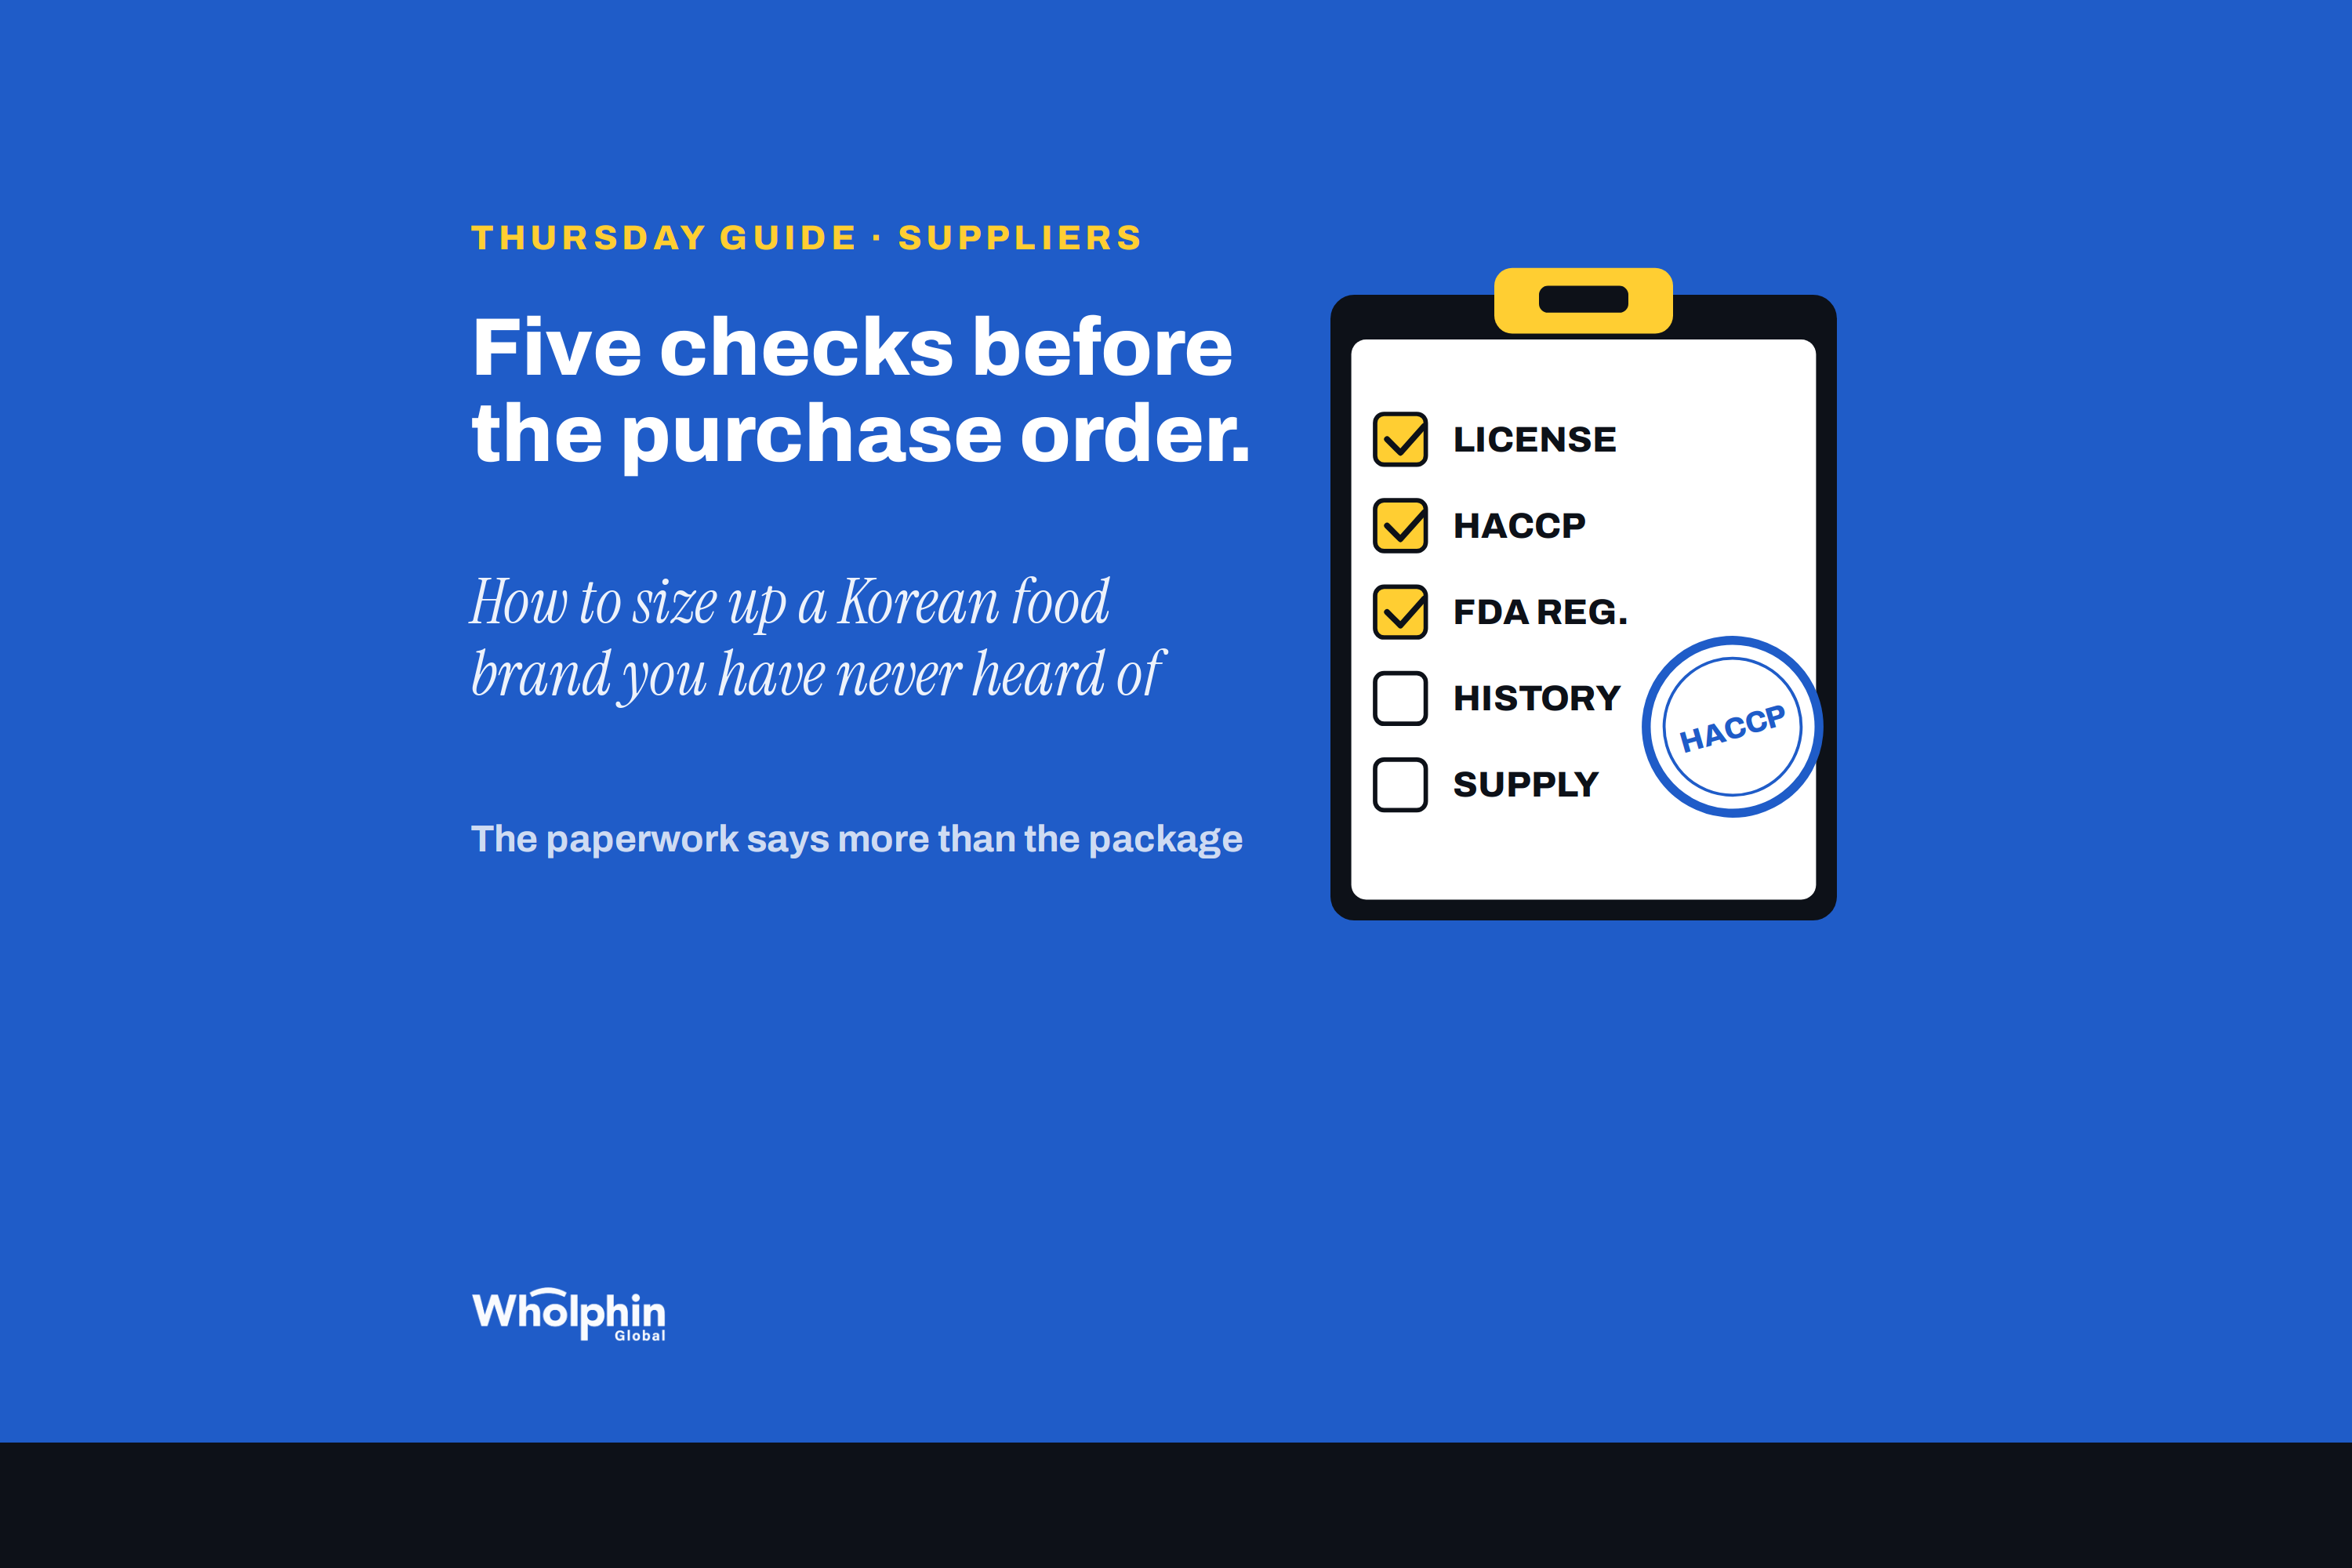 THURSDAY GUIDE · SUPPLIERS
Five checks before
the purchase order.
How to size up a Korean food
brand you have never heard of
The paperwork says more than the package
LICENSE
HACCP
FDA REG.
HISTORY
SUPPLY
HACCP
Wholphin
Global